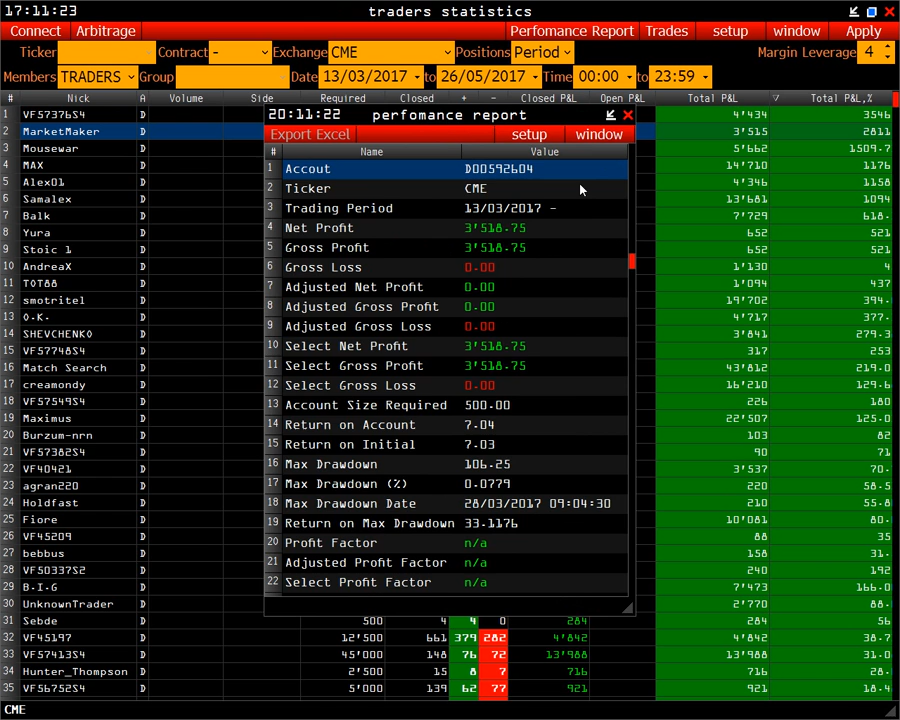 17:11:23 traders statistics
Connect Arbitrage Perfomance Report Trades setup window Apply
Ticker Contract - Exchange CME Positions Period Margin Leverage 4
Members TRADERS Group Date 13/03/2017 to 26/05/2017 Time 00:00 to 23:59
# Nick A Volume Side Required Closed + - Closed P&L Open P&L Total P&L Total P&L,%
1 VF57376S4 D 4'434 3546
2 MarketMaker D 3'515 2811
3 Mousewar D 5'662 1509.7
4 MAX D 14'710 1176
5 Alex01 D 4'346 1158
6 Samalex D 13'681 1094
7 Balk D 7'729 618.
8 Yura D 652 521
9 Stoic 1 D 652 521
10 AndreaX D 1'130 4
11 TOT88 D 1'094 437
12 smotritel D 19'702 394.
13 O.K. D 4'717 377.
14 SHEVCHENKO D 3'841 279.3
15 VF57748S4 D 317 253
16 Match Search D 43'812 219.0
17 creamondy D 16'210 129.6
18 VF57549S4 D 226 180
19 Maximus D 22'507 125.0
20 Burzum-nrn D 103 82
21 VF57382S4 D 90 71
22 VF40421 D 3'537 70.
23 agran220 D 220 58.5
24 Holdfast D 210 55.8
25 Fiore D 10'081 80.
26 VF45209 D 88 35
27 bebbus D 158 31.
28 VF50337S2 D 240 192
29 B.I.G D 7'473 166.0
30 UnknownTrader D 2'770 88.
31 Sebde D 500 4 4 0 284 284 56
32 VF45197 D 12'500 661 379 282 4'842 4'842 38.7
33 VF57413S4 D 45'000 148 76 72 13'988 13'988 31.0
34 Hunter_Thompson D 2'500 15 8 7 716 716 28.
35 VF56752S4 D 5'000 139 62 77 921 921 18.4
CME
20:11:22 perfomance report
Export Excel setup window
# Name Value
1 Accout D00592604
2 Ticker CME
3 Trading Period 13/03/2017 -
4 Net Profit 3'518.75
5 Gross Profit 3'518.75
6 Gross Loss 0.00
7 Adjusted Net Profit 0.00
8 Adjusted Gross Profit 0.00
9 Adjusted Gross Loss 0.00
10 Select Net Profit 3'518.75
11 Select Gross Profit 3'518.75
12 Select Gross Loss 0.00
13 Account Size Required 500.00
14 Return on Account 7.04
15 Return on Initial 7.03
16 Max Drawdown 106.25
17 Max Drawdown (%) 0.0779
18 Max Drawdown Date 28/03/2017 09:04:30
19 Return on Max Drawdown 33.1176
20 Profit Factor n/a
21 Adjusted Profit Factor n/a
22 Select Profit Factor n/a